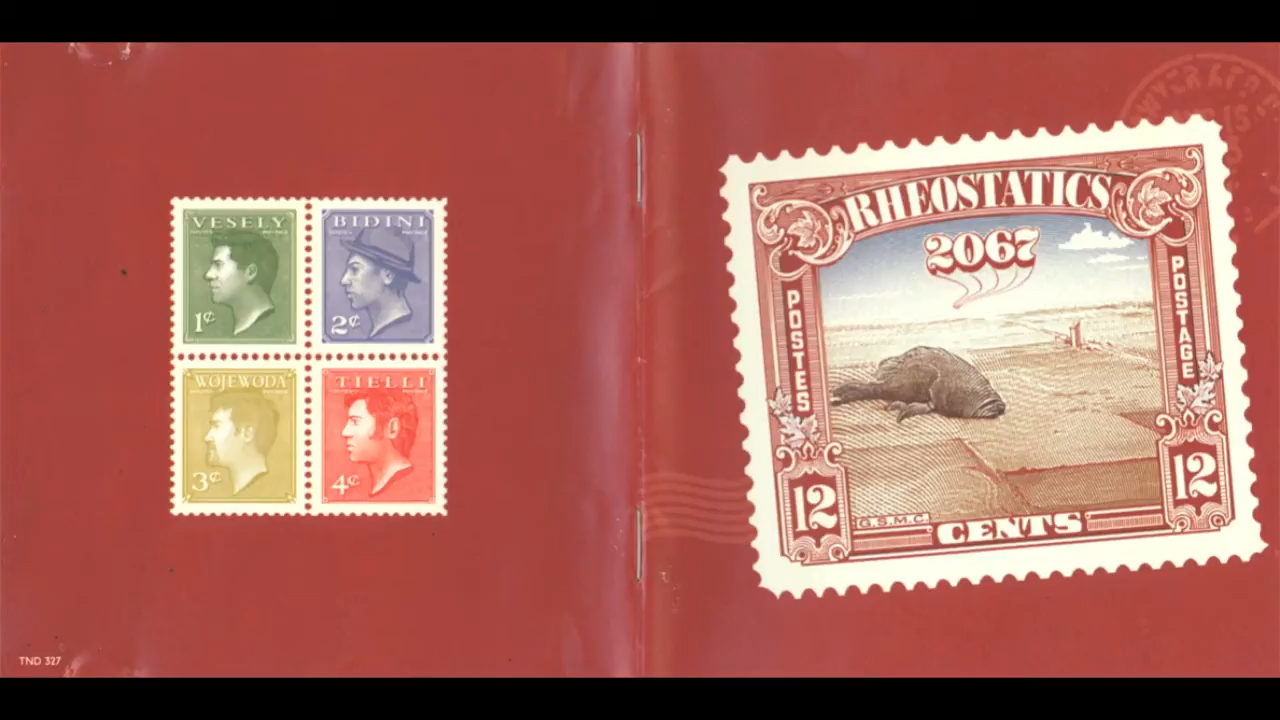 VESELY
1¢
BIDINI
2¢
WOJEWODA
3¢
TIELLI
4¢
TND 327
RHEOSTATICS
2067
POSTES
POSTAGE
12
12
G.S.M.C.
CENTS